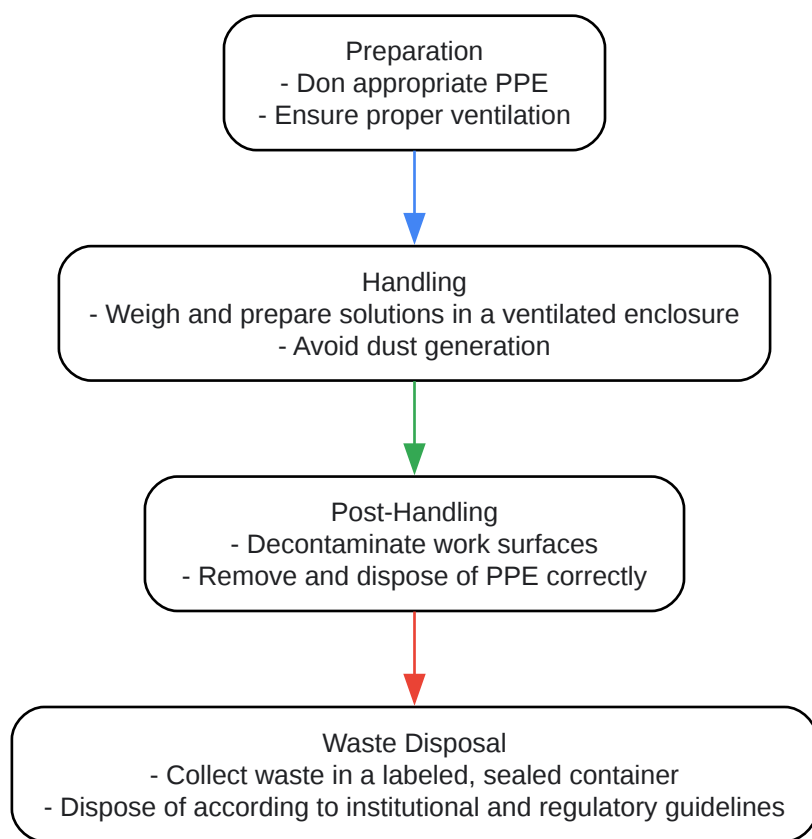 Preparation
- Don appropriate PPE
- Ensure proper ventilation
Handling
- Weigh and prepare solutions in a ventilated enclosure
- Avoid dust generation
Post-Handling
- Decontaminate work surfaces
- Remove and dispose of PPE correctly
Waste Disposal
- Collect waste in a labeled, sealed container
- Dispose of according to institutional and regulatory guidelines